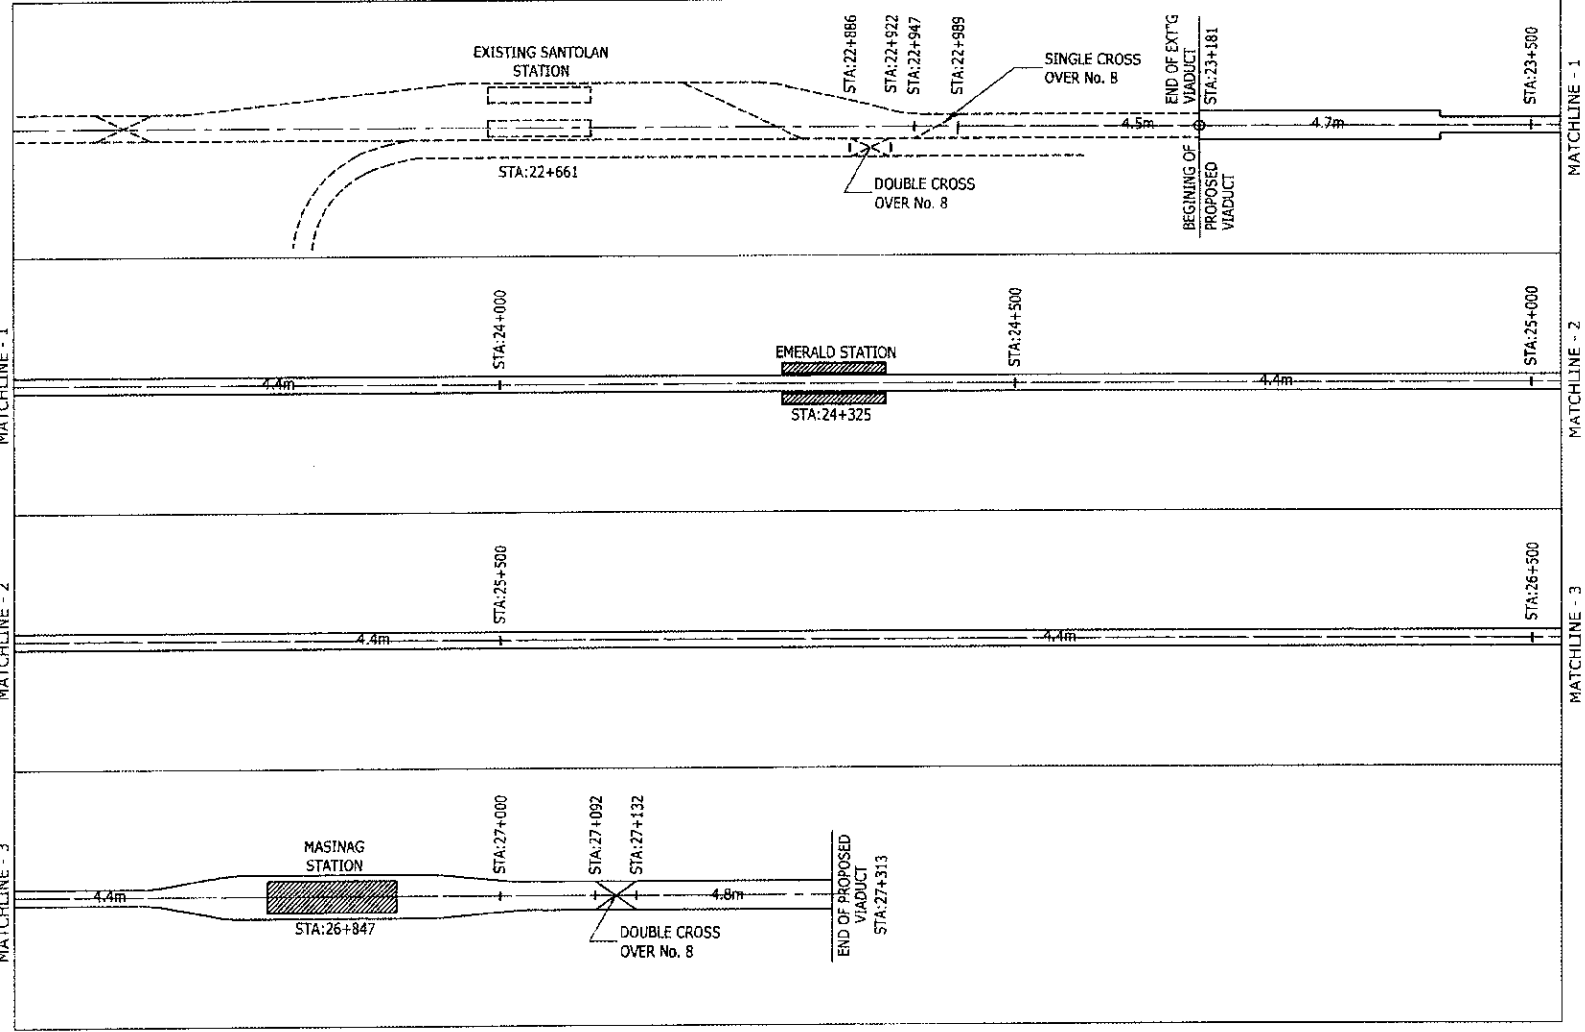 EXISTING SANTOLAN
STATION
STA:22+661
STA:22+886
STA:22+922
STA:22+947
STA:22+989
SINGLE CROSS
OVER No. 8
DOUBLE CROSS
OVER No. 8
4.5m
END OF EXT'G
VIADUCT
STA:23+181
BEGINING OF
PROPOSED
VIADUCT
4.7m
STA:23+500
MATCHLINE - 1
MATCHLINE - 1
4.4m
STA:24+000
EMERALD STATION
STA:24+325
STA:24+500
4.4m
STA:25+000
MATCHLINE - 2
MATCHLINE - 2
4.4m
STA:25+500
4.4m
STA:26+500
MATCHLINE - 3
MATCHLINE - 3
4.4m
MASINAG
STATION
STA:26+847
STA:27+000
STA:27+092
STA:27+132
DOUBLE CROSS
OVER No. 8
4.8m
END OF PROPOSED
VIADUCT
STA:27+313